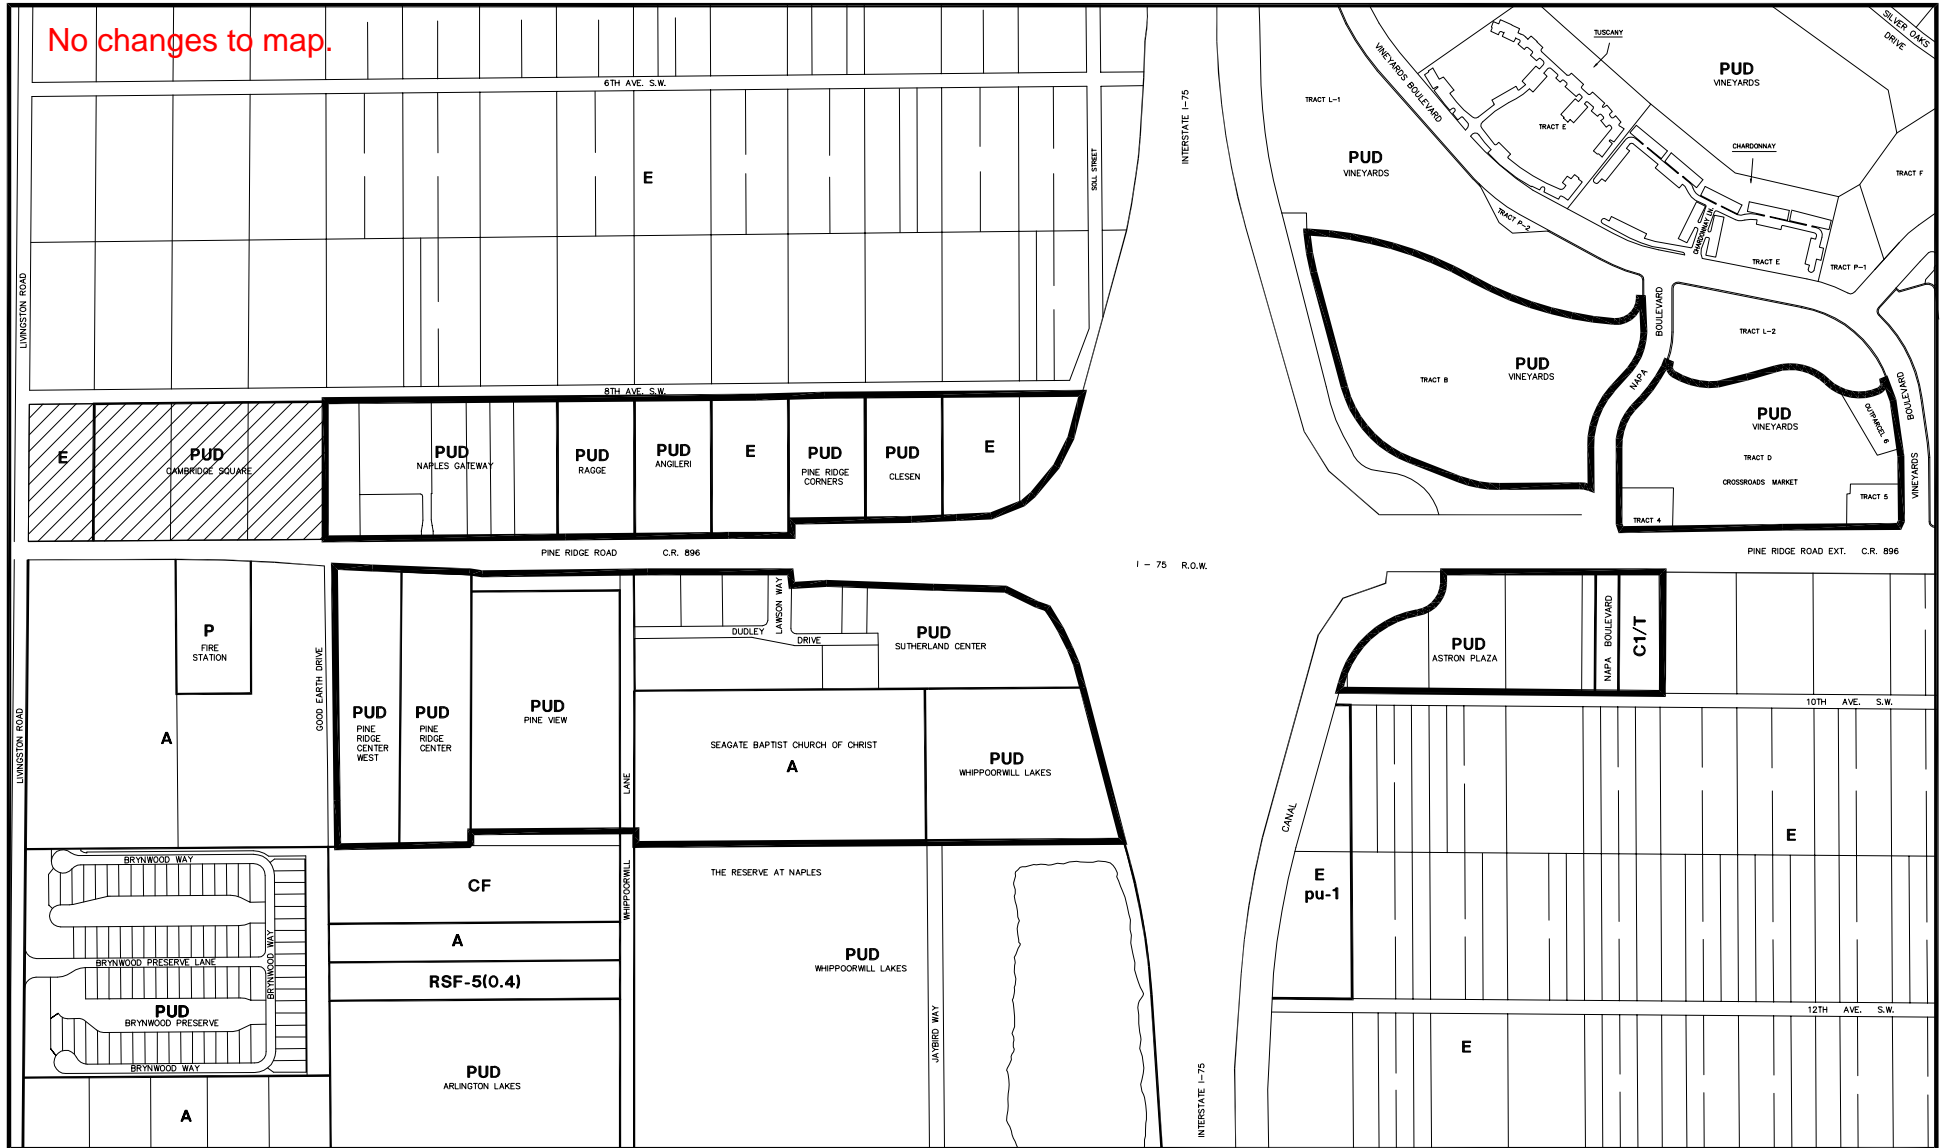 No changes to map.
6TH AVE. S.W.
E
SOLL STREET
INTERSTATE I-75
LIVINGSTON ROAD
8TH AVE. S.W.
E
PUD
CAMBRIDGE SQUARE
PUD
NAPLES GATEWAY
PUD
RAGGE
PUD
ANGILERI
E
PUD
PINE RIDGE
CORNERS
PUD
CLESEN
E
PINE RIDGE ROAD C.R. 896
I - 75 R.O.W.
VINEYARDS BOULEVARD
TRACT L-1
PUD
VINEYARDS
TUSCANY
TRACT E
PUD
VINEYARDS
SILVER OAKS
DRIVE
CHARDONNAY
CHARDONNAY LN.
TRACT F
TRACT P-2
TRACT E
TRACT P-1
NAPA
BOULEVARD
TRACT L-2
TRACT B
PUD
VINEYARDS
PUD
VINEYARDS
TRACT D
CROSSROADS MARKET
OUTPARCEL 6
TRACT 5
TRACT 4
VINEYARDS
BOULEVARD
PINE RIDGE ROAD EXT. C.R. 896
P
FIRE
STATION
A
LIVINGSTON ROAD
GOOD EARTH DRIVE
PUD
PINE
RIDGE
CENTER
WEST
PUD
PINE
RIDGE
CENTER
PUD
PINE VIEW
WHIPPOORWILL
LANE
DUDLEY
DRIVE
LAWSON WAY
PUD
SUTHERLAND CENTER
SEAGATE BAPTIST CHURCH OF CHRIST
A
PUD
WHIPPOORWILL LAKES
PUD
ASTRON PLAZA
NAPA BOULEVARD
C1/T
10TH AVE. S.W.
CANAL
E
pu-1
E
12TH AVE. S.W.
E
BRYNWOOD WAY
BRYNWOOD WAY
BRYNWOOD PRESERVE LANE
PUD
BRYNWOOD PRESERVE
BRYNWOOD WAY
A
CF
A
RSF-5(0.4)
PUD
ARLINGTON LAKES
THE RESERVE AT NAPLES
PUD
WHIPPOORWILL LAKES
JAYBIRD WAY
INTERSTATE I-75